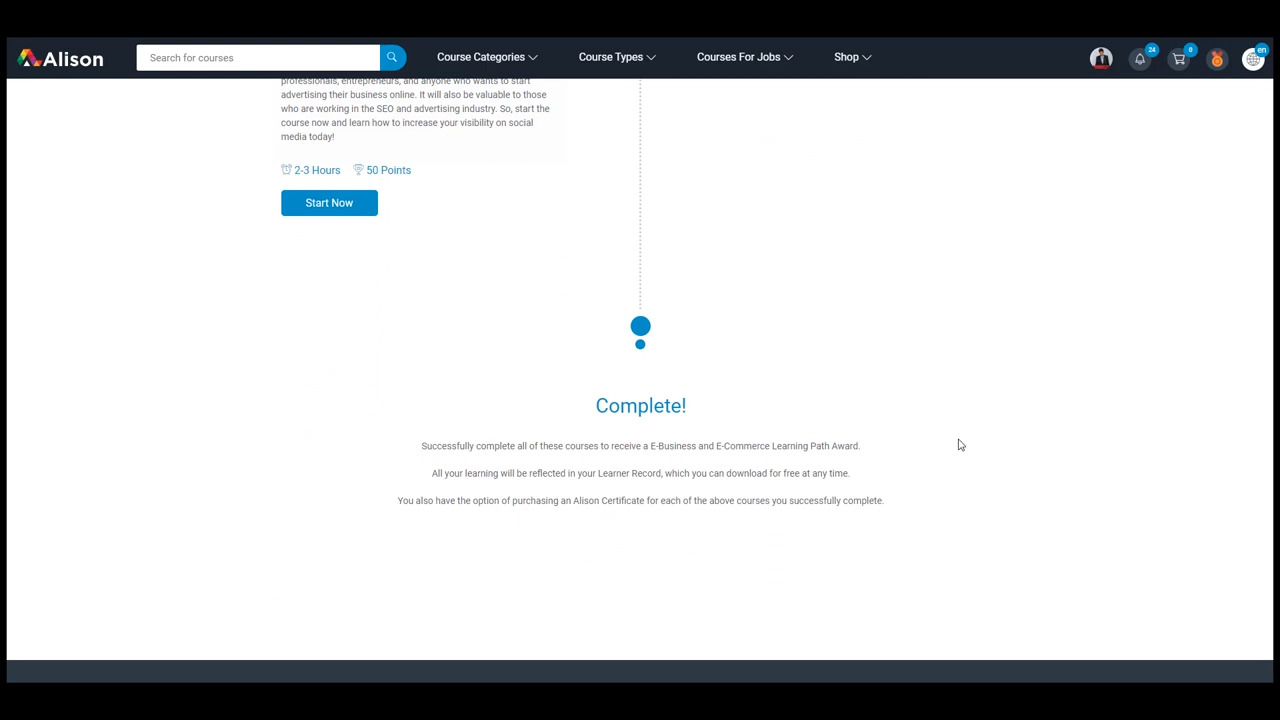 Alison
Search for courses
Course Categories
Course Types
Courses For Jobs
Shop
24
0
en
professionals, entrepreneurs, and anyone who wants to start
advertising their business online. It will also be valuable to those
who are working in the SEO and advertising industry. So, start the
course now and learn how to increase your visibility on social
media today!
2-3 Hours
50 Points
Start Now
Complete!
Successfully complete all of these courses to receive a E-Business and E-Commerce Learning Path Award.
All your learning will be reflected in your Learner Record, which you can download for free at any time.
You also have the option of purchasing an Alison Certificate for each of the above courses you successfully complete.